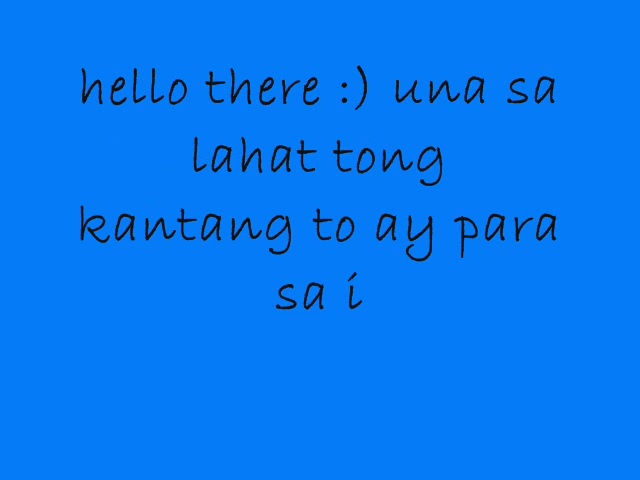 hello there :) una sa
lahat tong
kantang to ay para
sa i